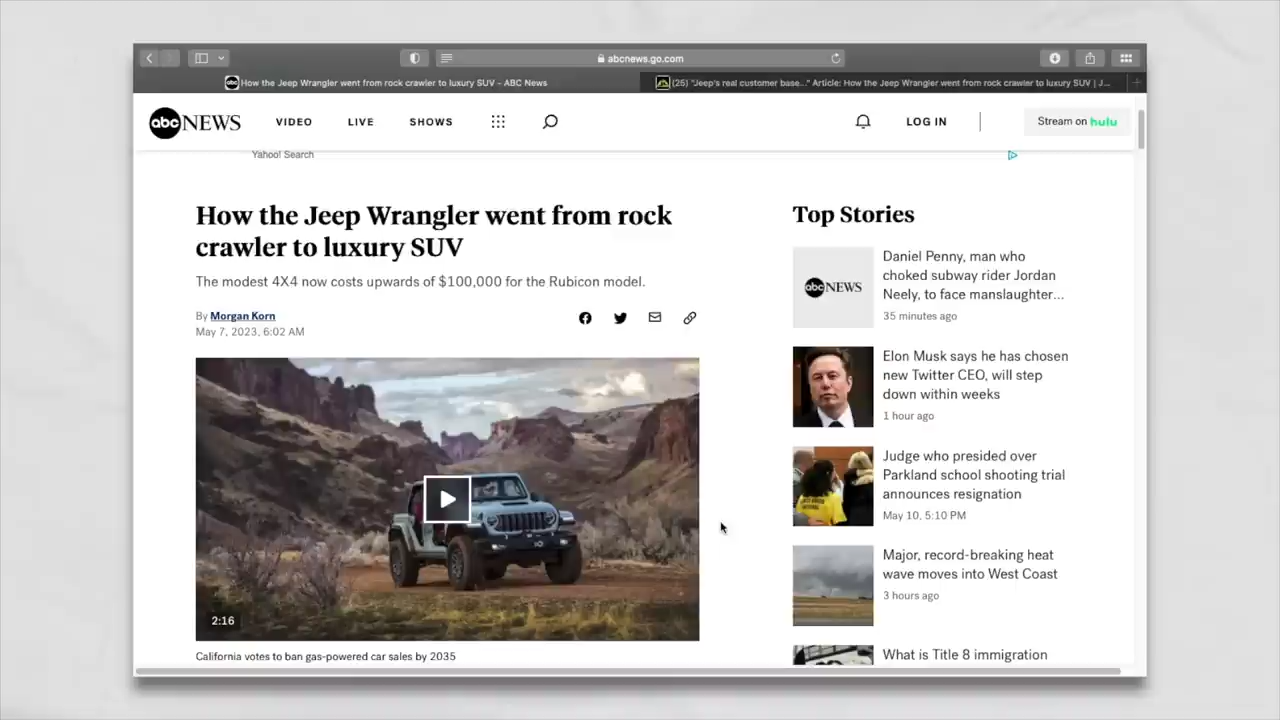 abcnews.go.com
How the Jeep Wrangler went from rock crawler to luxury SUV – ABC News
(25) "Jeep's real customer base..." Article: How the Jeep Wrangler went from rock crawler to luxury SUV | J...
abc NEWS
VIDEO
LIVE
SHOWS
LOG IN
Stream on hulu
Yahoo! Search
How the Jeep Wrangler went from rock
crawler to luxury SUV
The modest 4X4 now costs upwards of $100,000 for the Rubicon model.
By Morgan Korn
May 7, 2023, 6:02 AM
2:16
California votes to ban gas-powered car sales by 2035
Top Stories
abc NEWS
Daniel Penny, man who
choked subway rider Jordan
Neely, to face manslaughter...
35 minutes ago
Elon Musk says he has chosen
new Twitter CEO, will step
down within weeks
1 hour ago
Judge who presided over
Parkland school shooting trial
announces resignation
May 10, 5:10 PM
Major, record-breaking heat
wave moves into West Coast
3 hours ago
What is Title 8 immigration